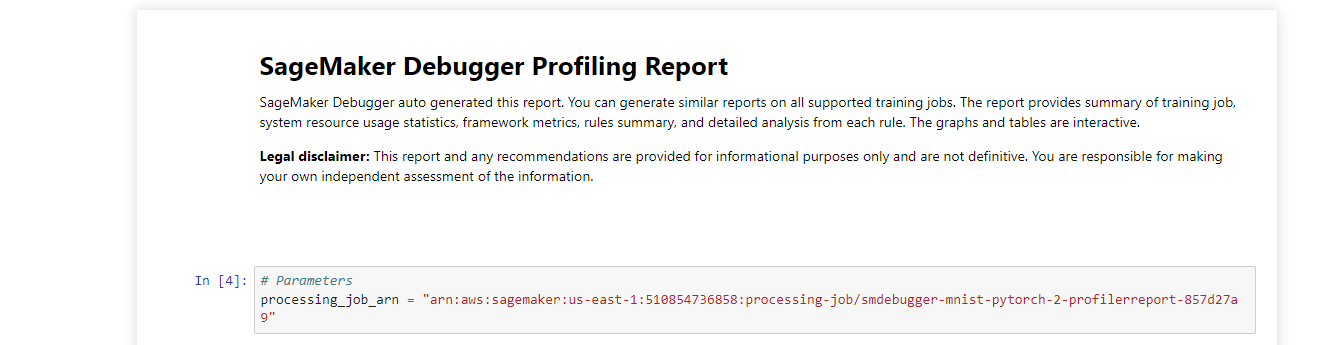 SageMaker Debugger Profiling Report
SageMaker Debugger auto generated this report. You can generate similar reports on all supported training jobs. The report provides summary of training job,
system resource usage statistics, framework metrics, rules summary, and detailed analysis from each rule. The graphs and tables are interactive.
Legal disclaimer: This report and any recommendations are provided for informational purposes only and are not definitive. You are responsible for making
your own independent assessment of the information.
In [4]: # Parameters
processing_job_arn = "arn:aws:sagemaker:us-east-1:510854736858:processing-job/smdebugger-mnist-pytorch-2-profilerreport-857d27a
9"